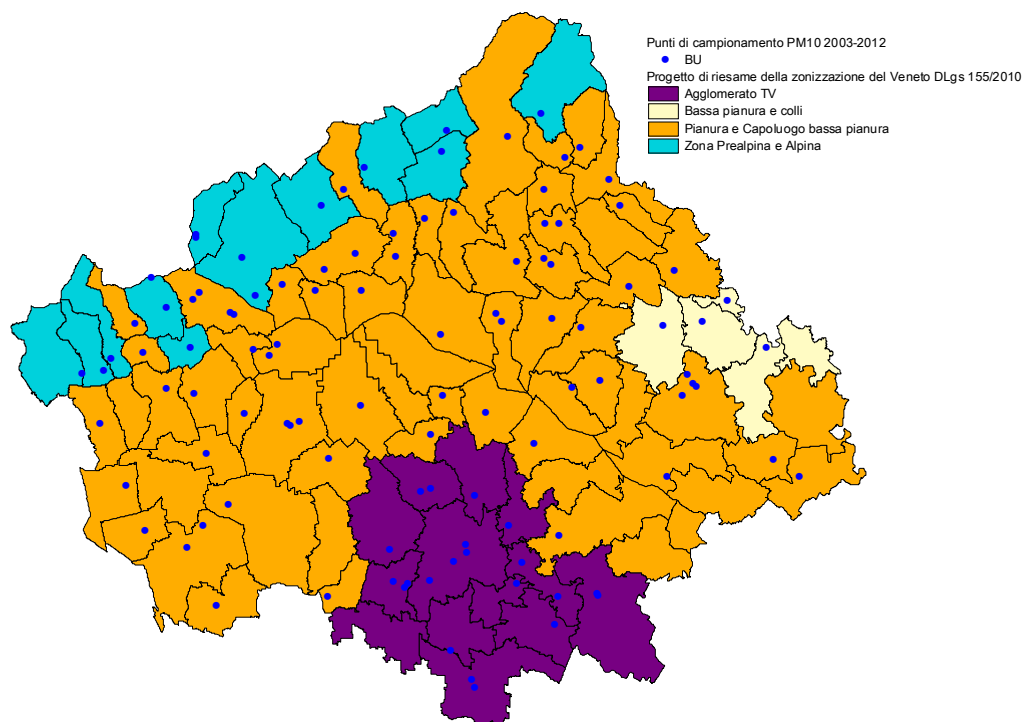 Punti di campionamento PM10 2003-2012
BU
Progetto di riesame della zonizzazione del Veneto DLgs 155/2010
Agglomerato TV
Bassa pianura e colli
Pianura e Capoluogo bassa pianura
Zona Prealpina e Alpina